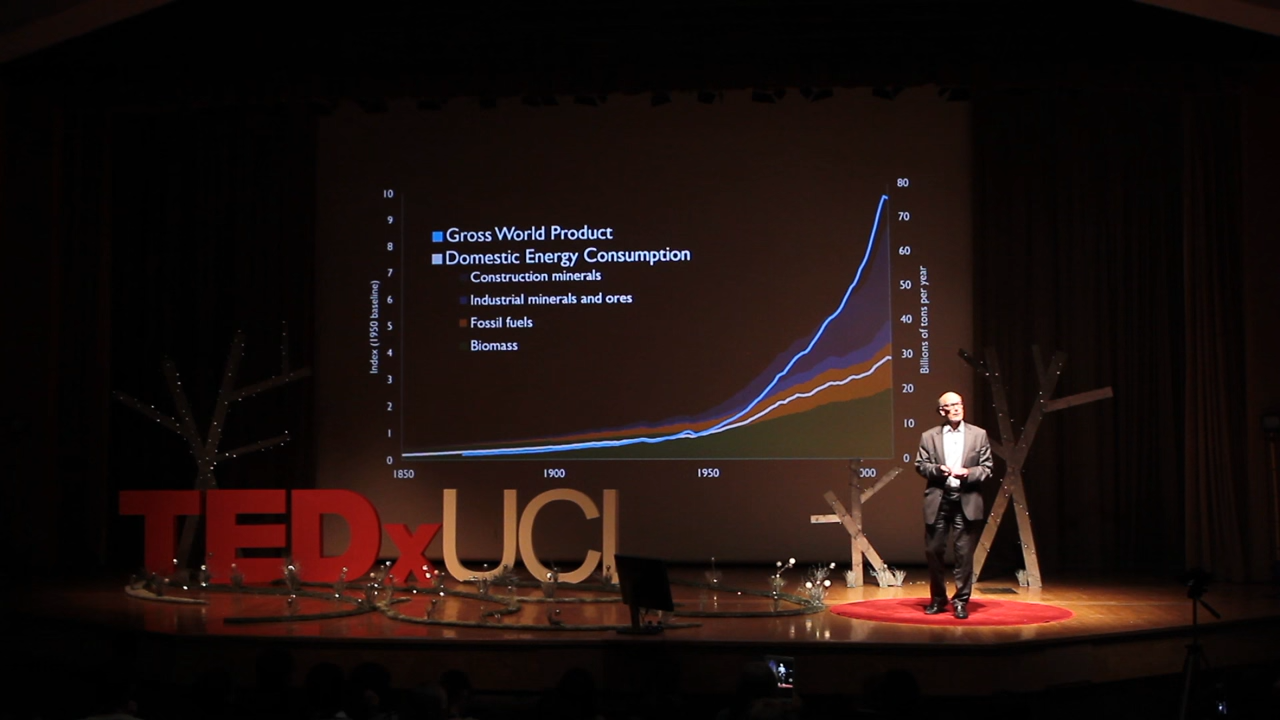 10
9
8
7
6
5
4
3
2
1
0
Index (1950 baseline)
Gross World Product
Domestic Energy Consumption
Construction minerals
Industrial minerals and ores
Fossil fuels
Biomass
80
70
60
50
40
30
20
10
0
Billions of tons per year
1850 1900 1950 000
TEDxUCL